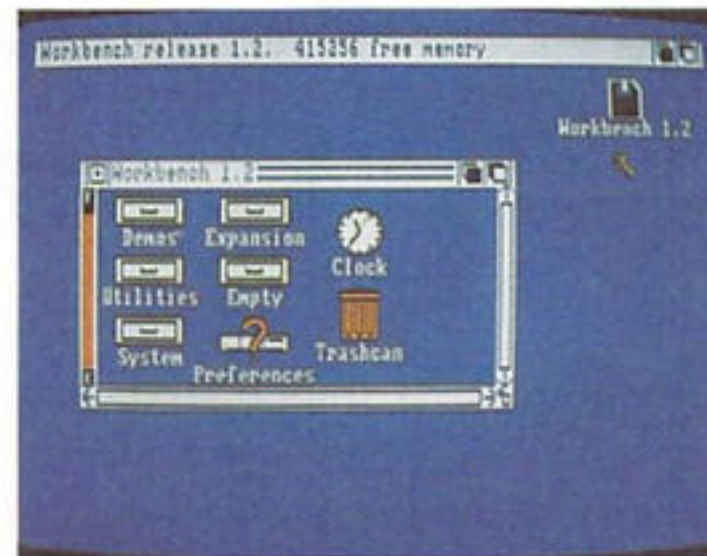 Workbench release 1.2. 415256 free memory
Workbench 1.2
Workbench 1.2
Demos Expansion
Clock
Utilities Empty
System Preferences Trashcan